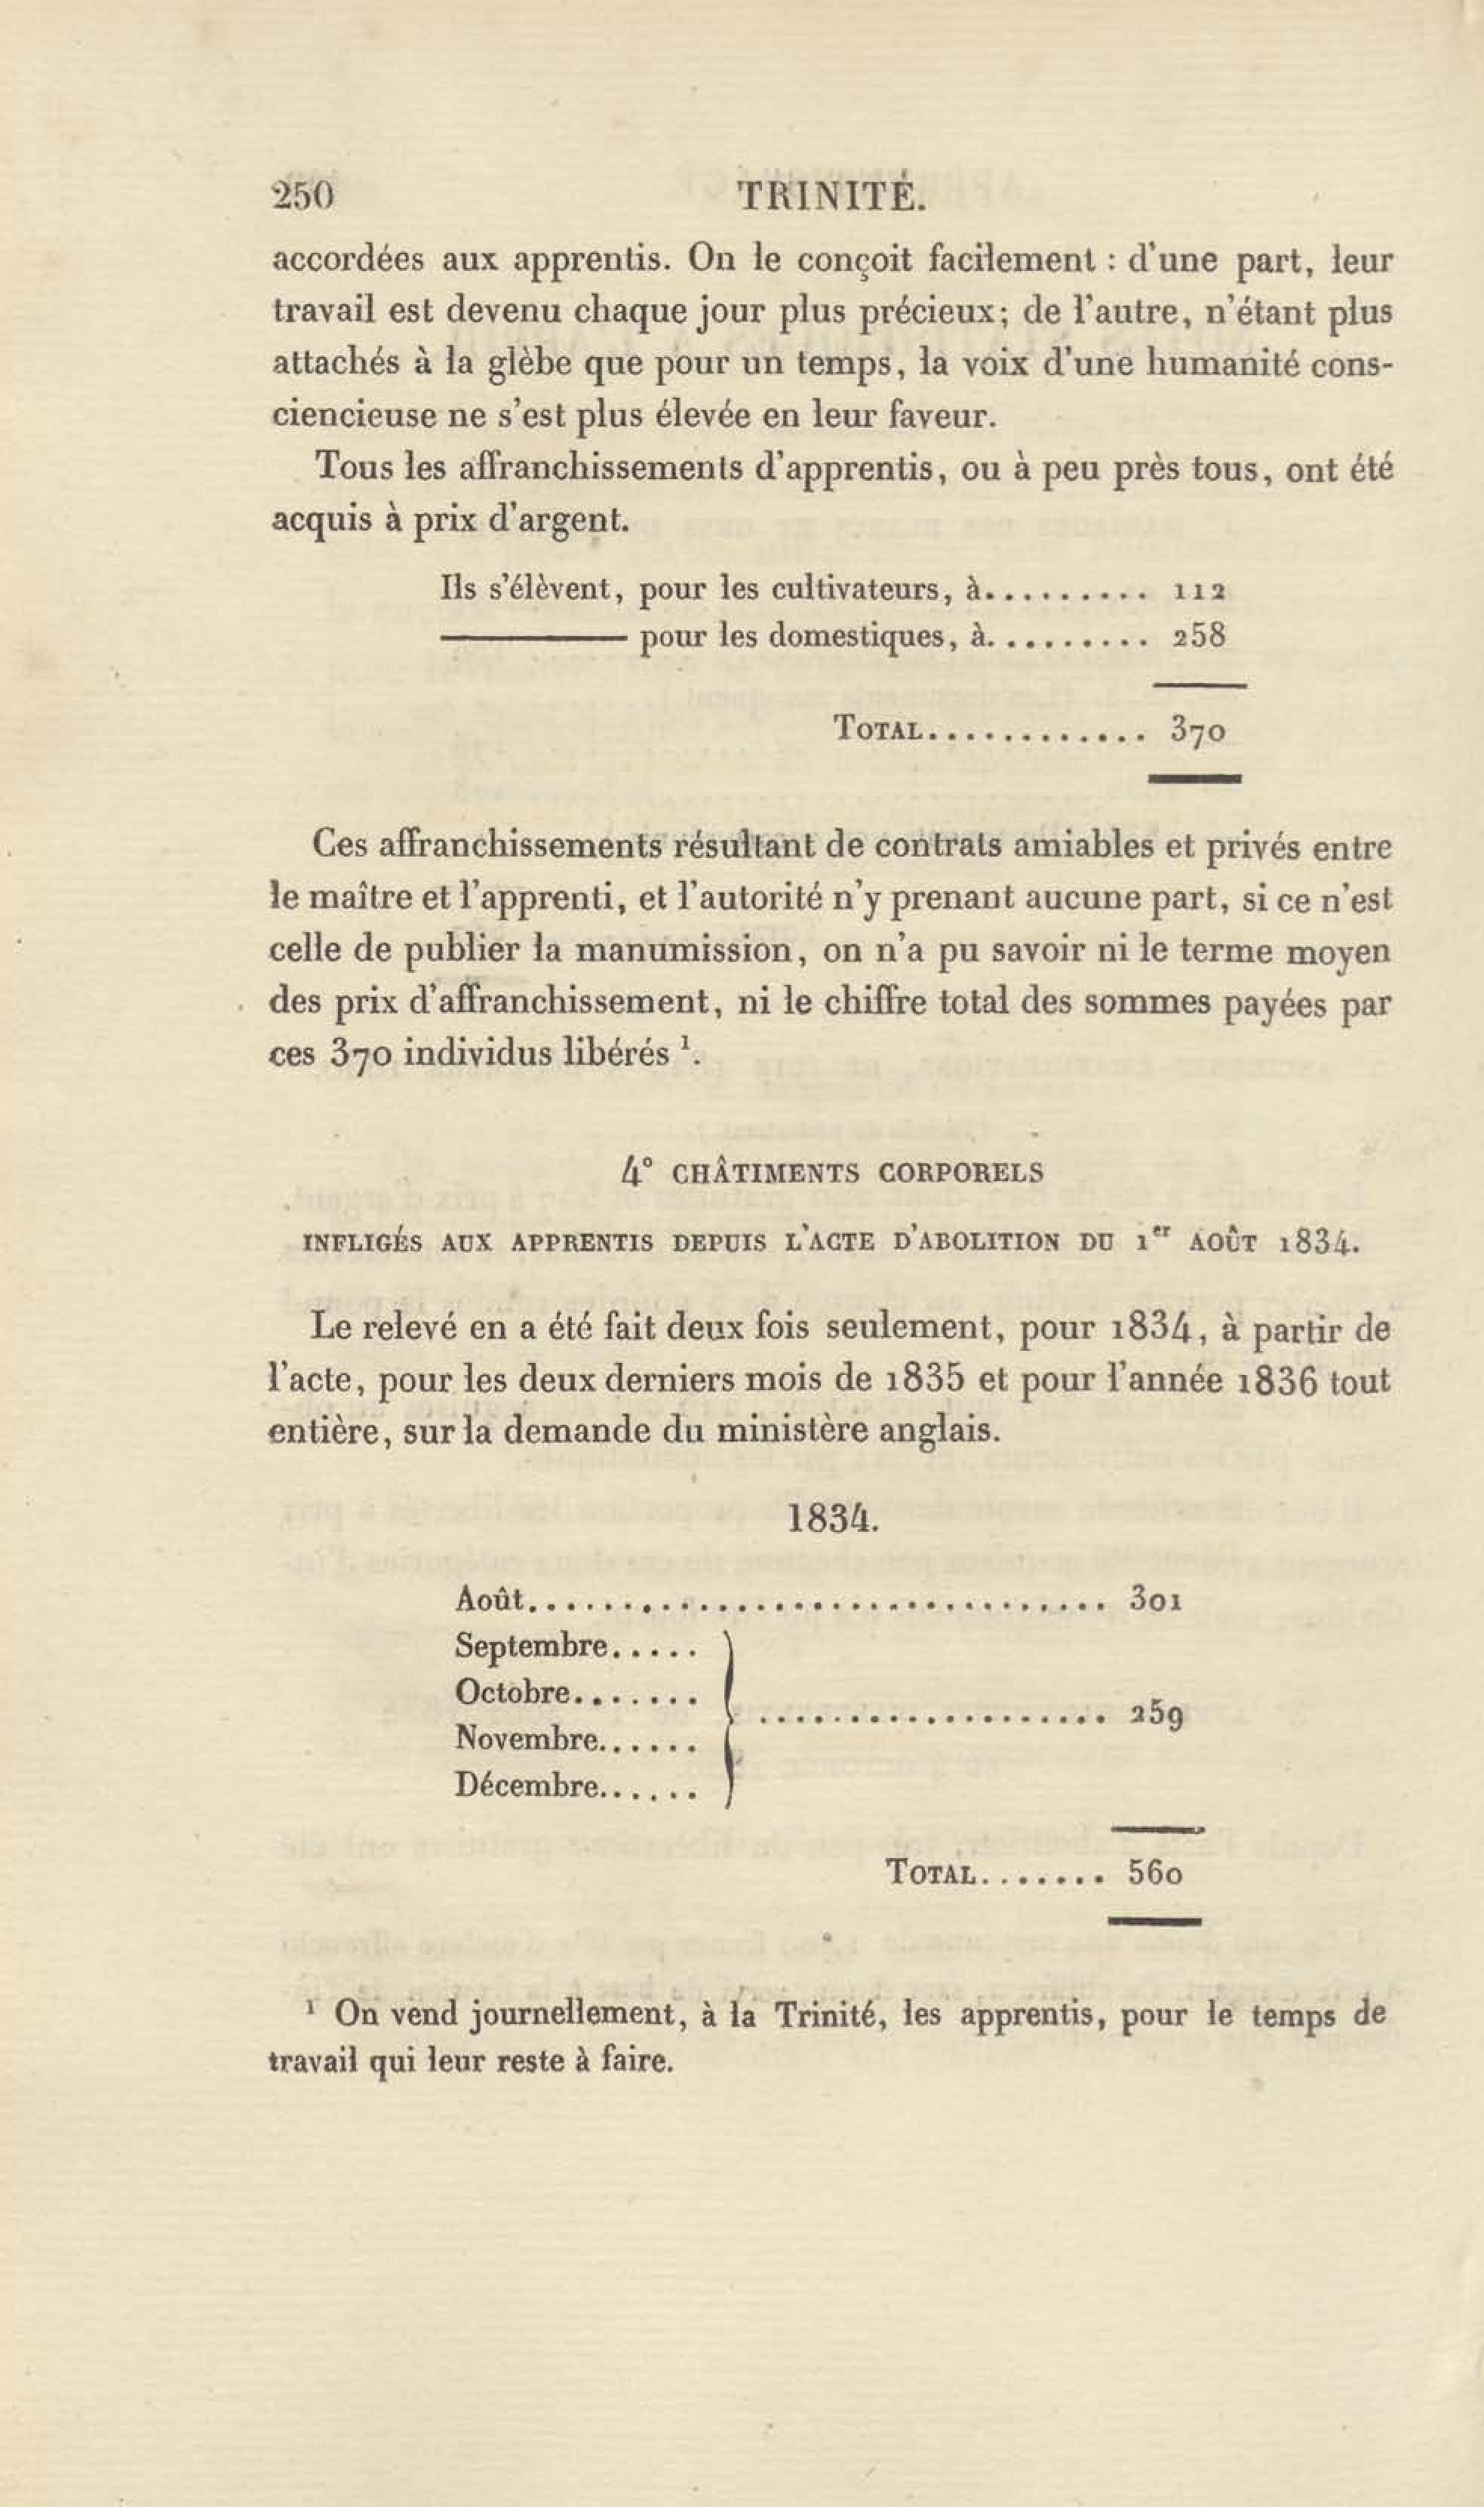 250 TRINITÉ.
accordées aux apprentis. On le conçoit facilement : d'une part, leur
travail est devenu chaque jour plus précieux; de l'autre, n'étant plus
attachés à la glèbe que pour un temps, la voix d'une humanité cons-
ciencieuse ne s'est plus élevée en leur faveur.
Tous les affranchissements d'apprentis, ou à peu près tous, ont été
acquis à prix d'argent.
Ils s'élèvent, pour les cultivateurs, à......... 112
——— pour les domestiques, à......... 258
TOTAL............ 370
Ces affranchissements résultant de contrats amiables et privés entre
le maître et l'apprenti, et l'autorité n'y prenant aucune part, si ce n'est
celle de publier la manumission, on n'a pu savoir ni le terme moyen
des prix d'affranchissement, ni le chiffre total des sommes payées par
ces 370 individus libérés ¹.
4° CHÂTIMENTS CORPORELS
INFLIGÉS AUX APPRENTIS DEPUIS L'ACTE D'ABOLITION DU 1er AOÛT 1834.
Le relevé en a été fait deux fois seulement, pour 1834, à partir de
l'acte, pour les deux derniers mois de 1835 et pour l'année 1836 tout
entière, sur la demande du ministère anglais.
1834.
Août............................... 301
Septembre.....
Octobre.......
................... 259
Novembre......
Décembre......
TOTAL....... 560
¹ On vend journellement, à la Trinité, les apprentis, pour le temps de
travail qui leur reste à faire.